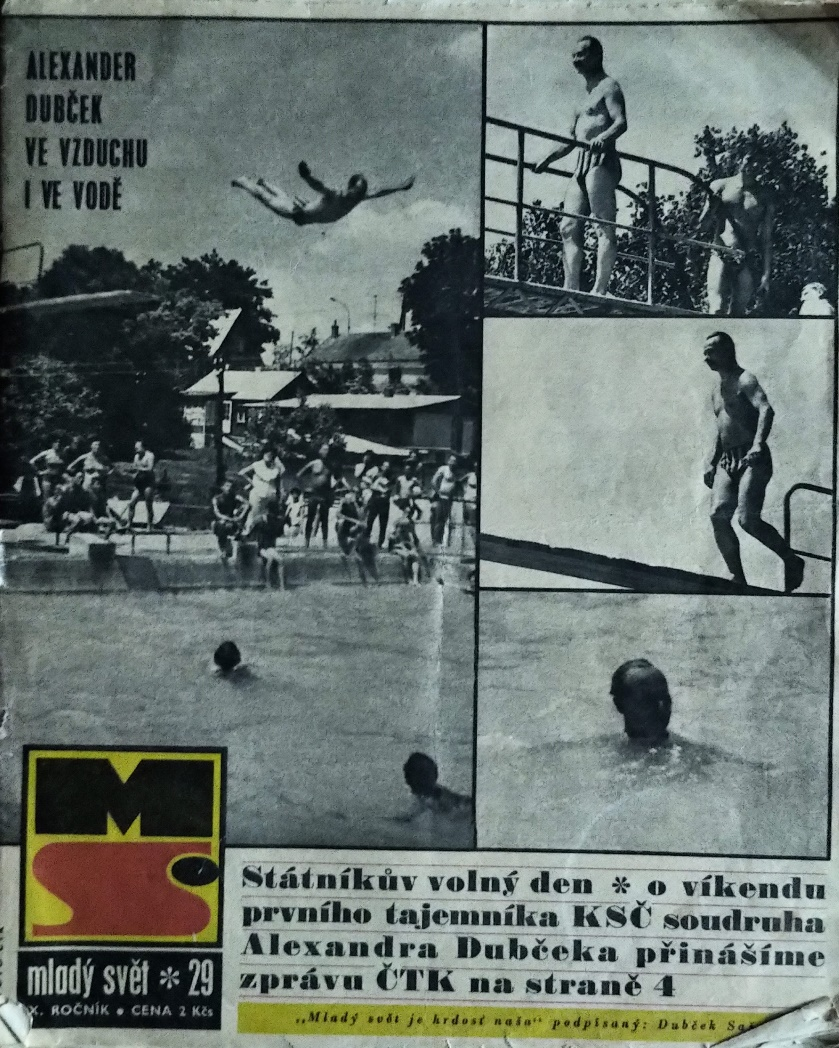 ALEXANDER
DUBČEK
VE VZDUCHU
I VE VODĚ
MS
Státníkův volný den * o víkendu
prvního tajemníka KSČ soudruha
Alexandra Dubčeka přinášíme
zprávu ČTK na straně 4
mladý svět * 29
X. ROČNÍK • CENA 2 Kčs
„Mladý svět je hrdosť naša“ podpísaný: Dubček